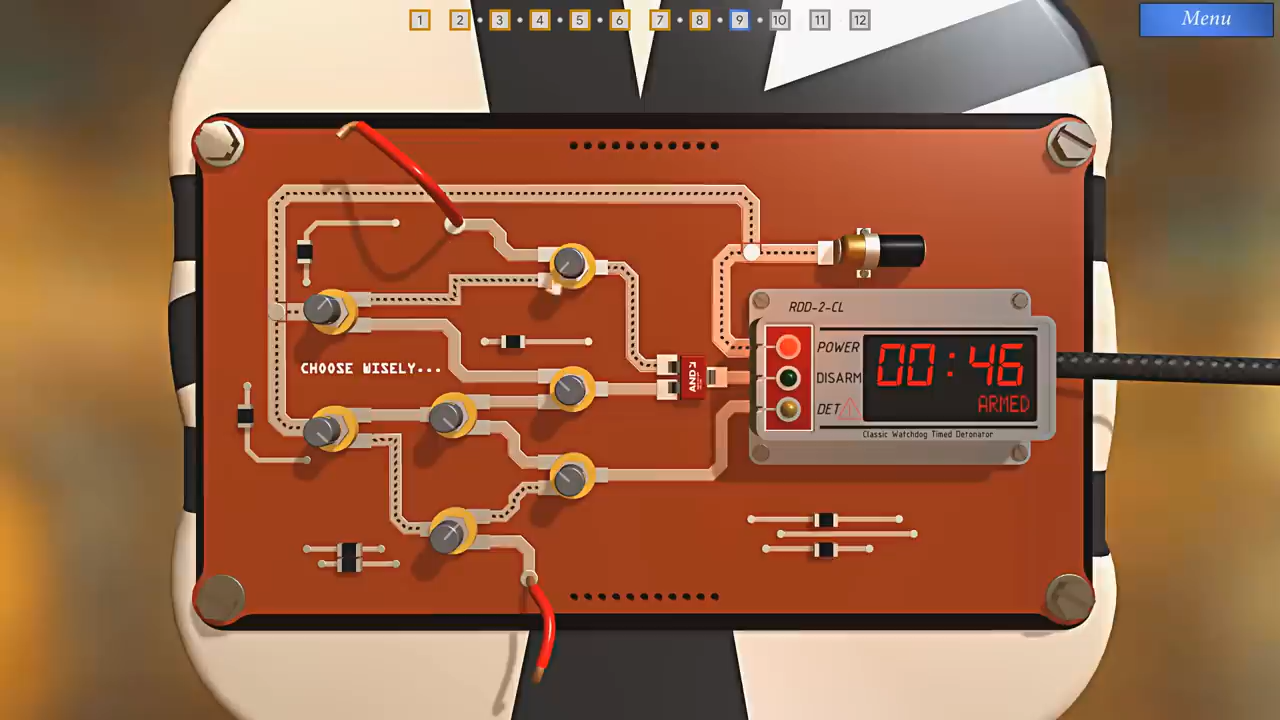 1 2 3 4 5 6 7 8 9 10 11 12
Menu
RDD-2-CL
POWER
00:46
CHOOSE WISELY...
AND
DISARM
ARMED
DET
Classic Watchdog Timed Detonator